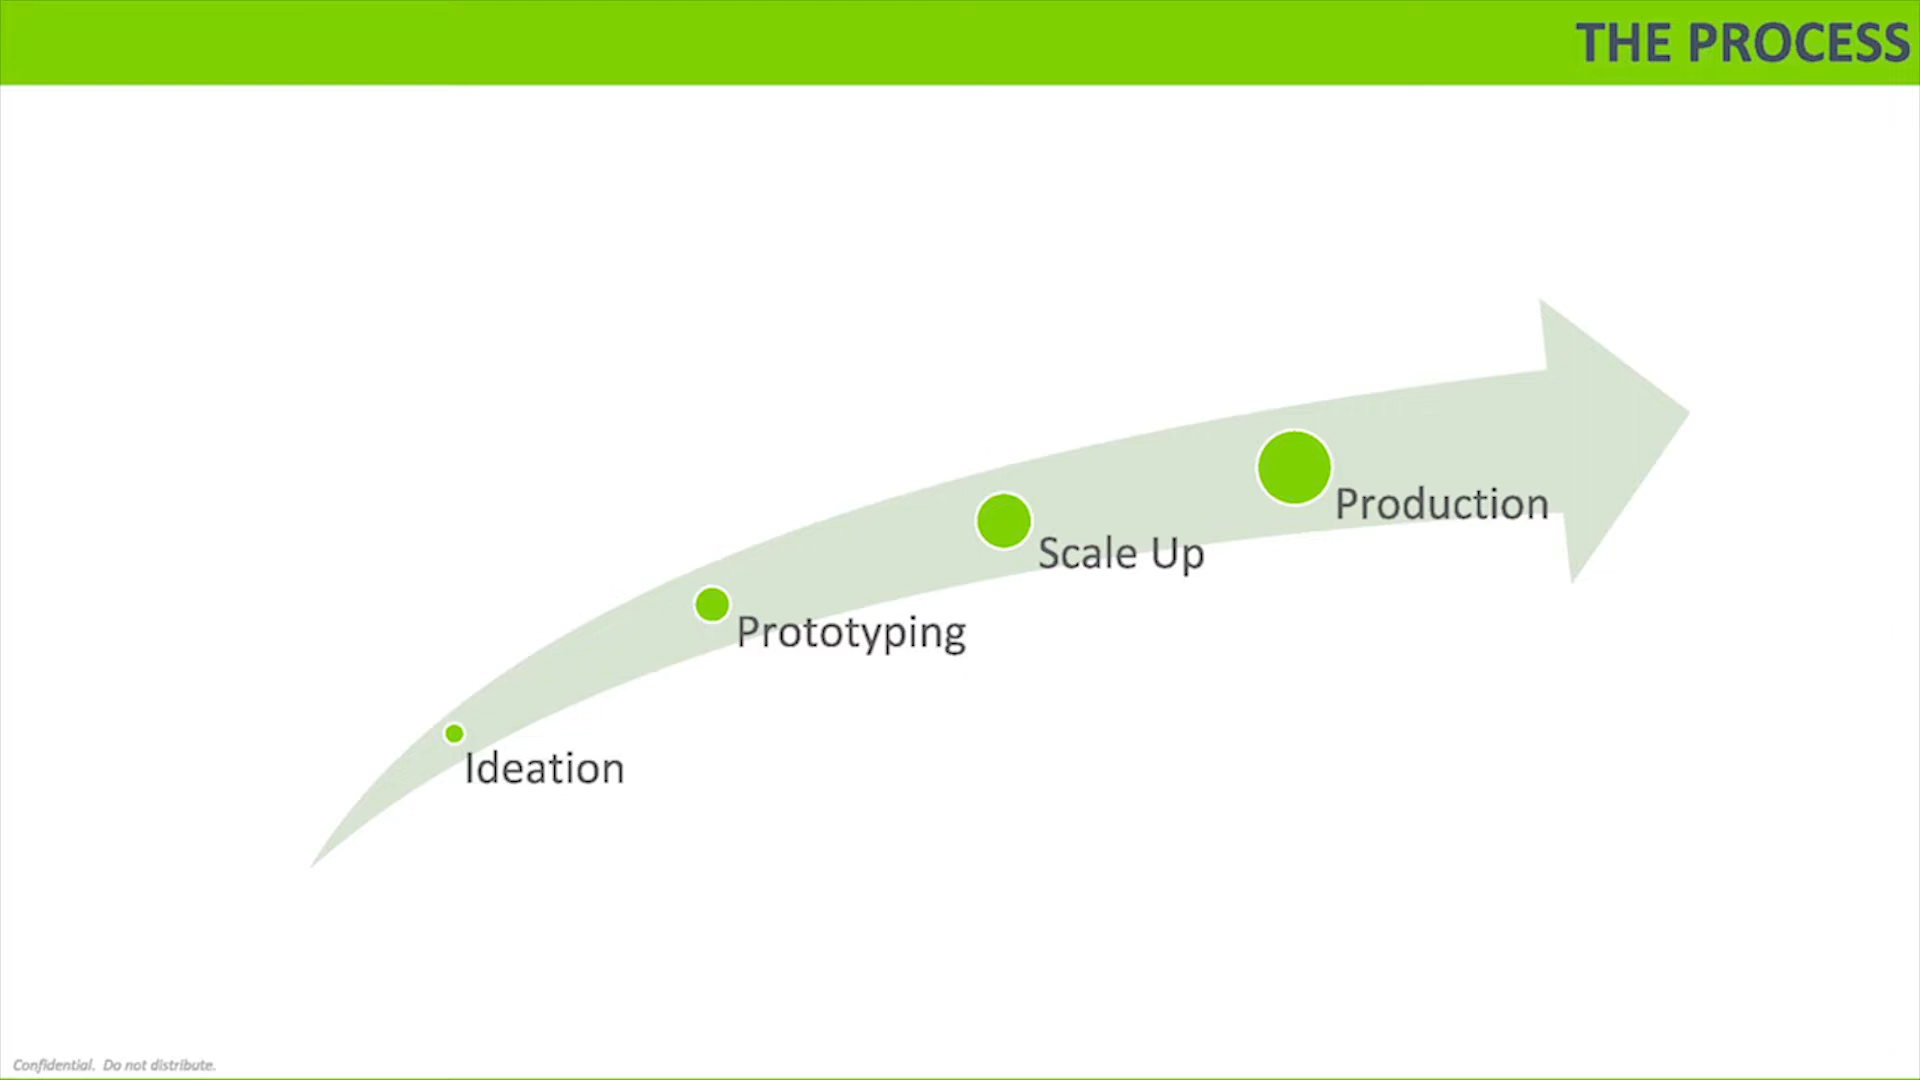 THE PROCESS
Production
Scale Up
Prototyping
Ideation
Confidential. Do not distribute.